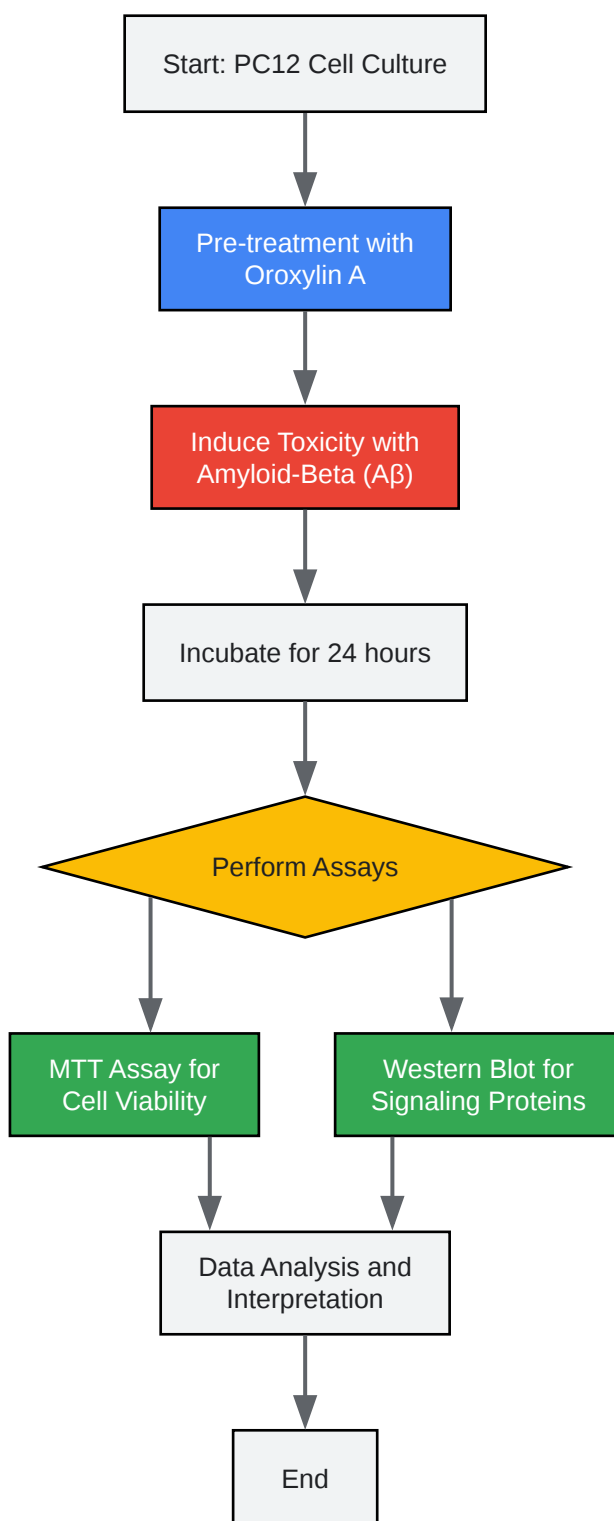 Start: PC12 Cell Culture
Pre-treatment with
Oroxylin A
Induce Toxicity with
Amyloid-Beta (Aβ)
Incubate for 24 hours
Perform Assays
MTT Assay for
Cell Viability
Western Blot for
Signaling Proteins
Data Analysis and
Interpretation
End